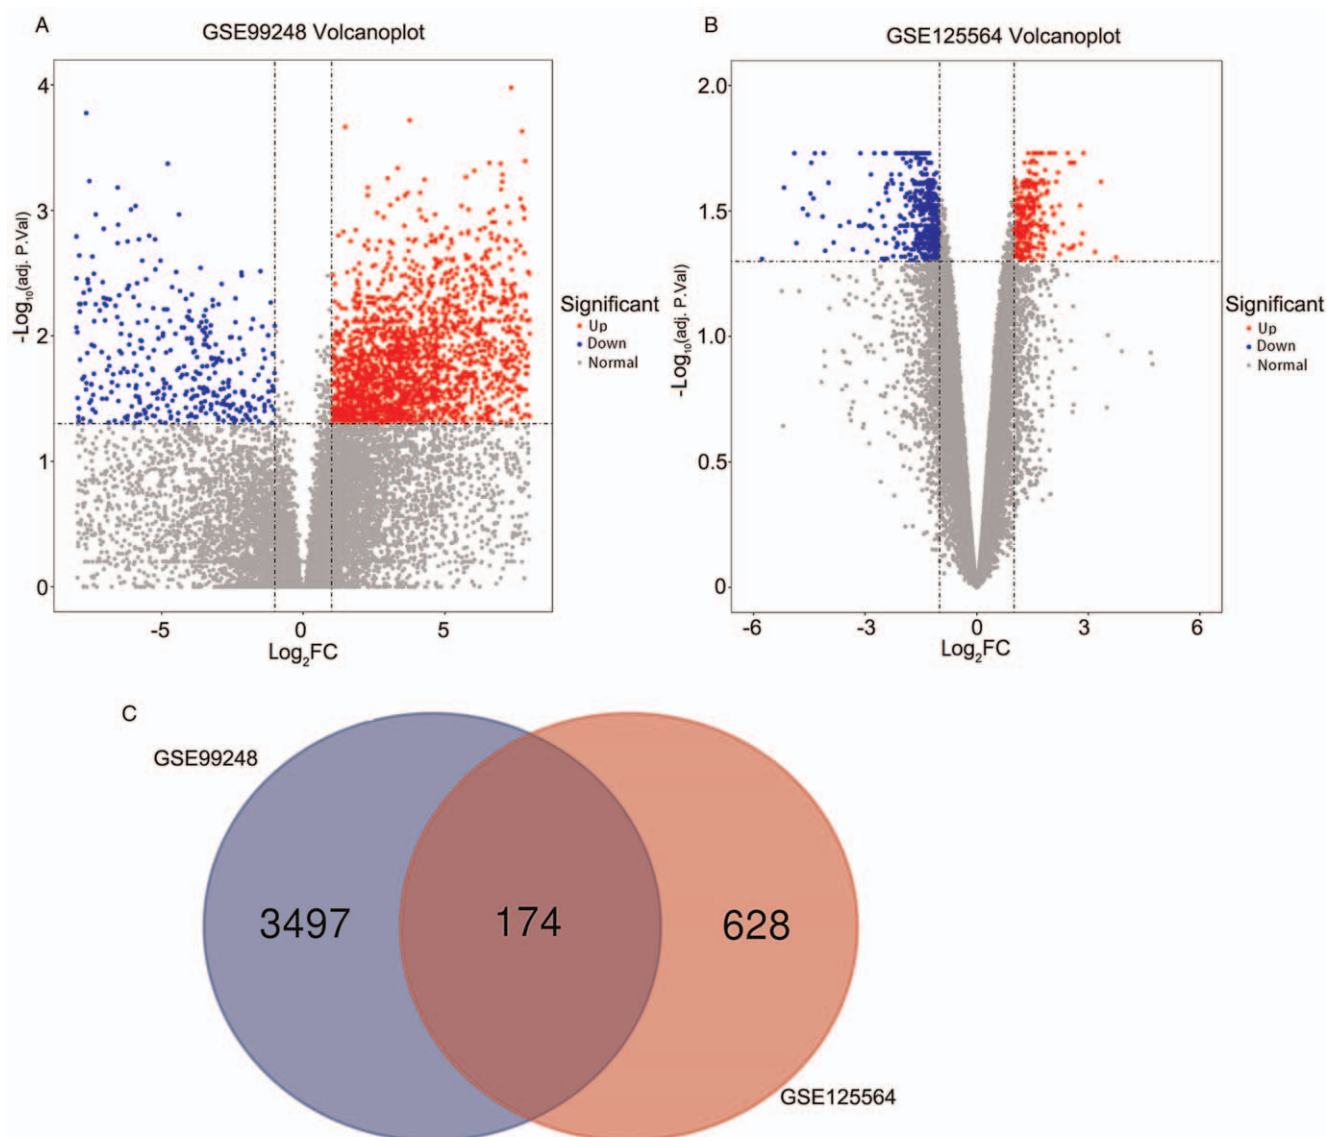 A
GSE99248 Volcanoplot
4
3
2
1
0
-Log10(adj. P.Val)
-5
0
5
Log2FC
Significant
Up
Down
Normal
B
GSE125564 Volcanoplot
2.0
1.5
1.0
0.5
0
-Log10(adj. P.Val)
-6
-3
0
3
6
Log2FC
Significant
Up
Down
Normal
C
GSE99248
3497
174
628
GSE125564